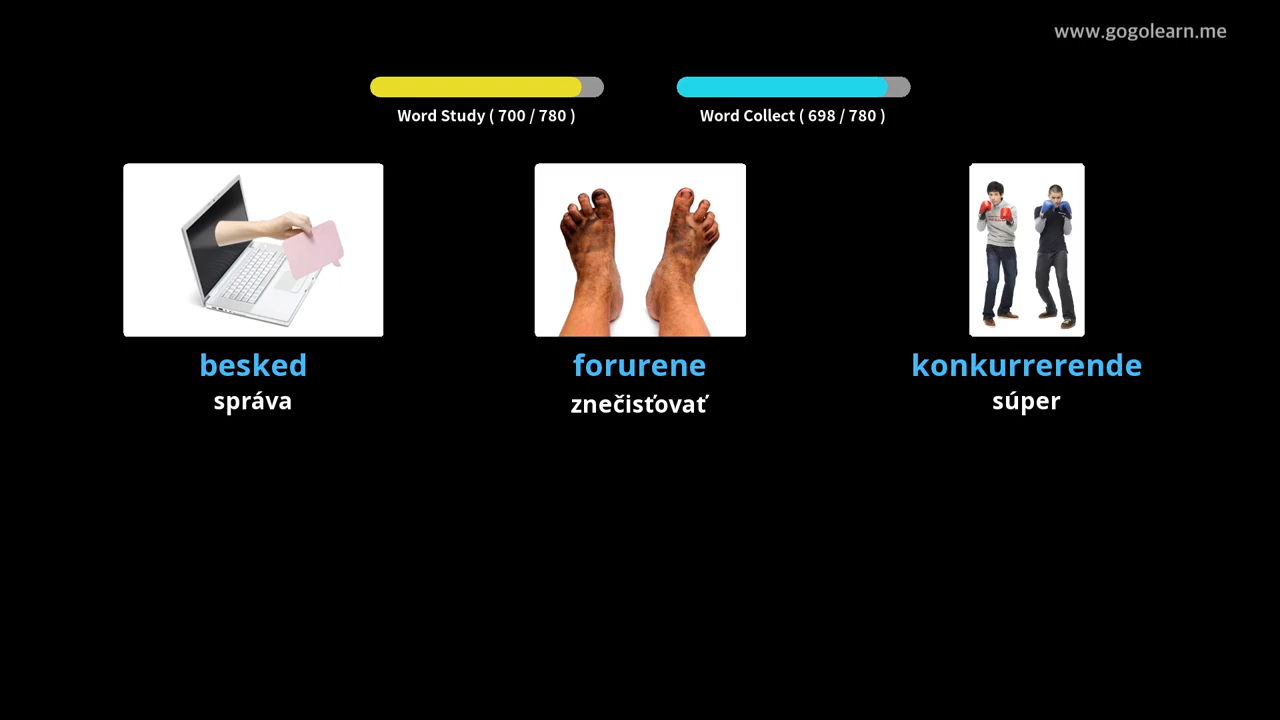 www.gogolearn.me
Word Study ( 700 / 780 )
Word Collect ( 698 / 780 )
besked
správa
forurene
znečisťovať
konkurrerende
súper